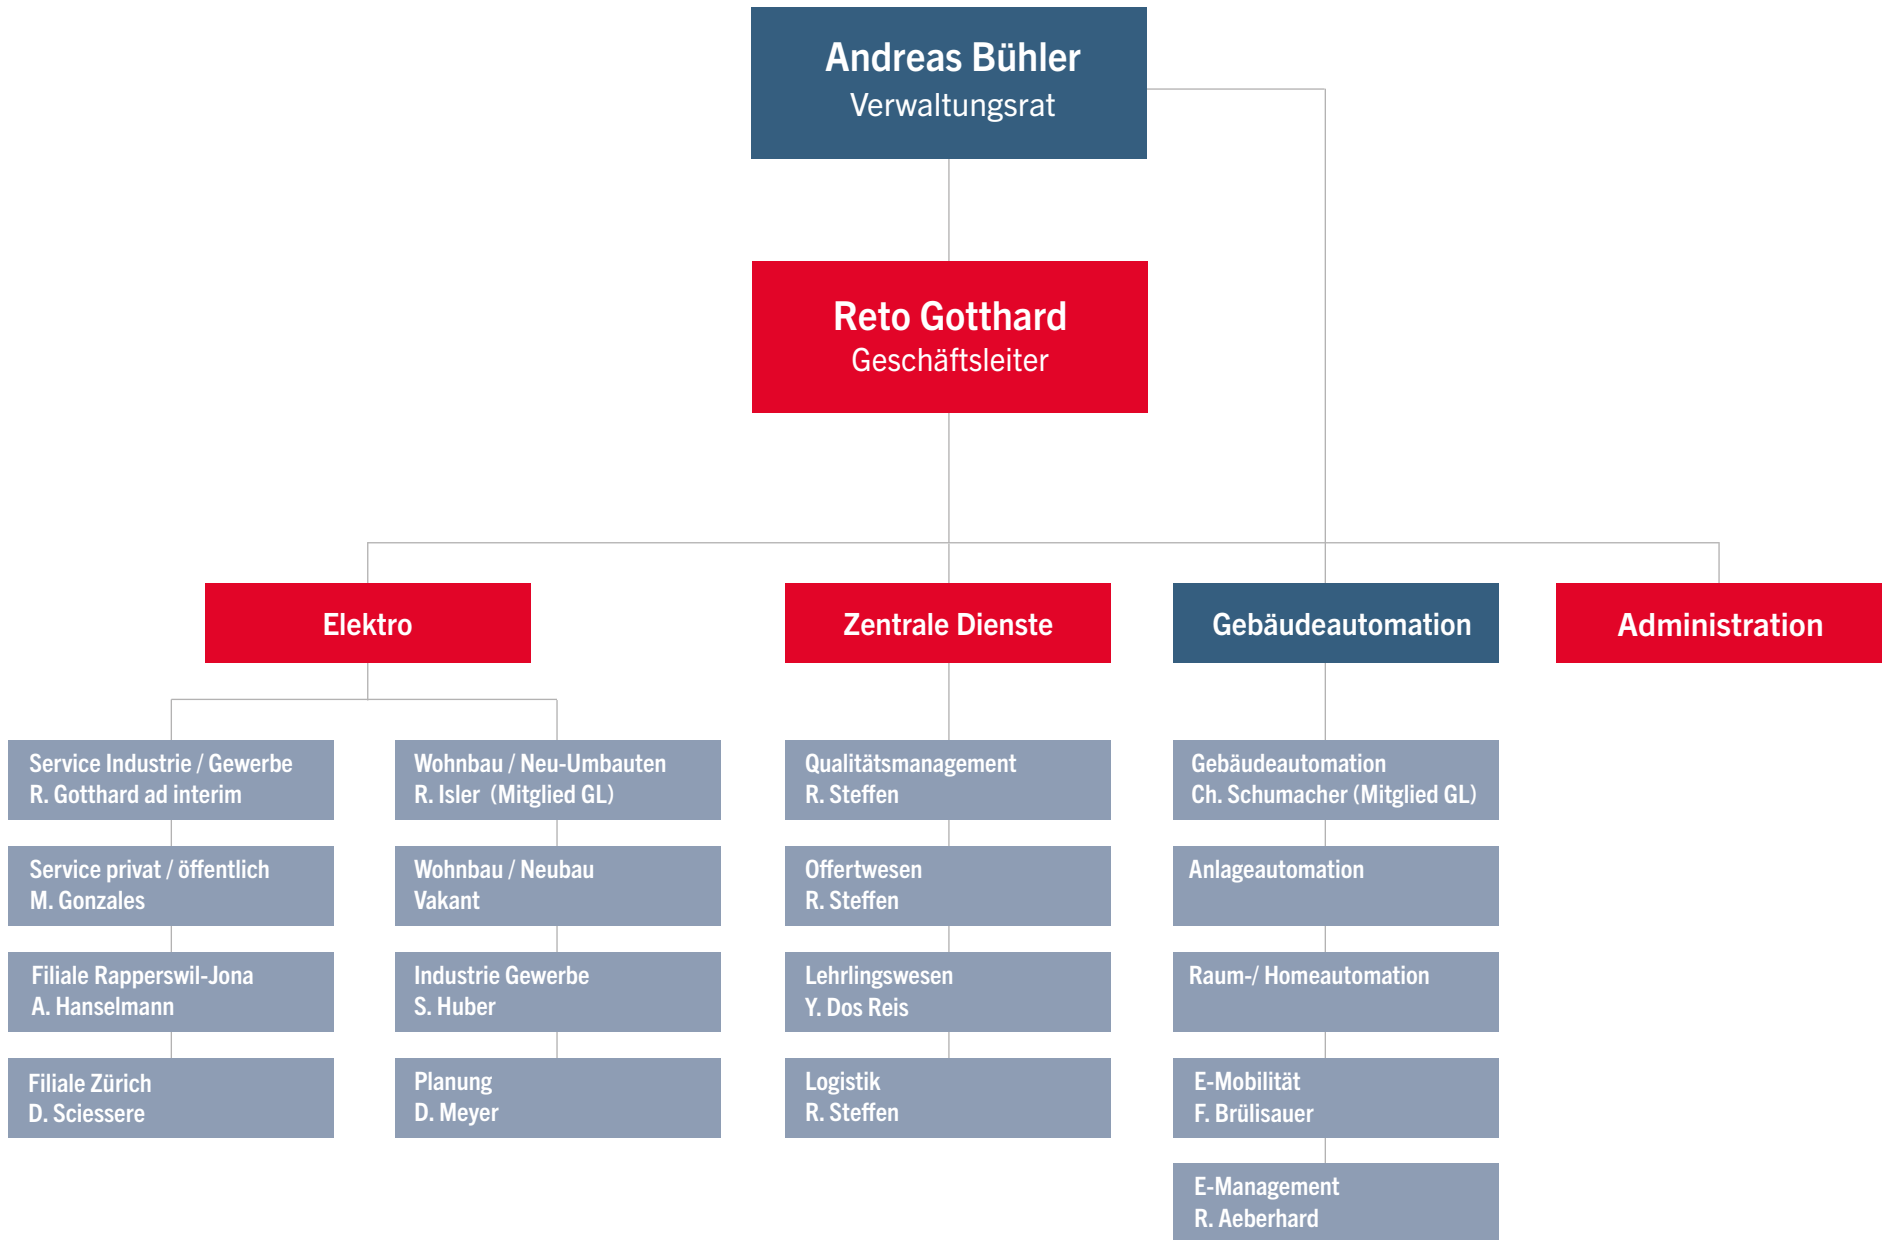 Andreas Bühler
Verwaltungsrat
Reto Gotthard
Geschäftsleiter
Elektro
Zentrale Dienste
Gebäudeautomation
Administration
Service Industrie / Gewerbe
R. Gotthard ad interim
Service privat / öffentlich
M. Gonzales
Filiale Rapperswil-Jona
A. Hanselmann
Filiale Zürich
D. Sciessere
Wohnbau / Neu-Umbauten
R. Isler (Mitglied GL)
Wohnbau / Neubau
Vakant
Industrie Gewerbe
S. Huber
Planung
D. Meyer
Qualitätsmanagement
R. Steffen
Offertwesen
R. Steffen
Lehrlingswesen
Y. Dos Reis
Logistik
R. Steffen
Gebäudeautomation
Ch. Schumacher (Mitglied GL)
Anlageautomation
Raum-/ Homeautomation
E-Mobilität
F. Brülisauer
E-Management
R. Aeberhard